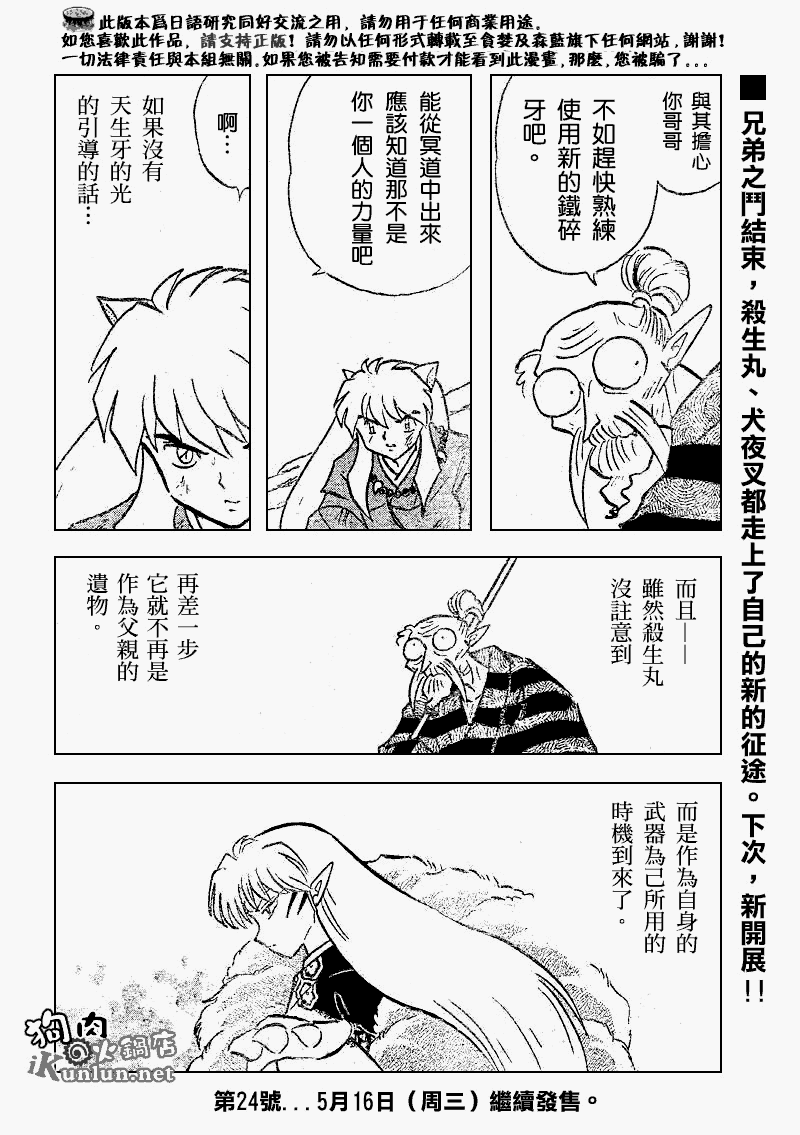 此版本爲日語研究同好交流之用，請勿用于任何商業用途。
如您喜歡此作品，請支持正版！請勿以任何形式轉載至貪婪及森藍旗下任何網站，謝謝！
一切法律責任與本組無關。如果您被告知需要付款才能看到此漫畫，那麼，您被騙了...
■兄弟之鬥結束，殺生丸、犬夜叉都走上了自己的新的征途。下次，新開展!!
與其擔心
你哥哥
不如趕快熟練
使用新的鐵碎
牙吧。
能從冥道中出來
應該知道那不是
你一個人的力量吧
啊…
如果沒有
天生牙的光
的引導的話…
而且——
雖然殺生丸
沒註意到
再差一步
它就不再是
作為父親的
遺物。
而是作為自身的
武器為己所用的
時機到來了。
狗肉
火鍋店
iKunlun.net
第24號...5月16日（周三）繼續發售。